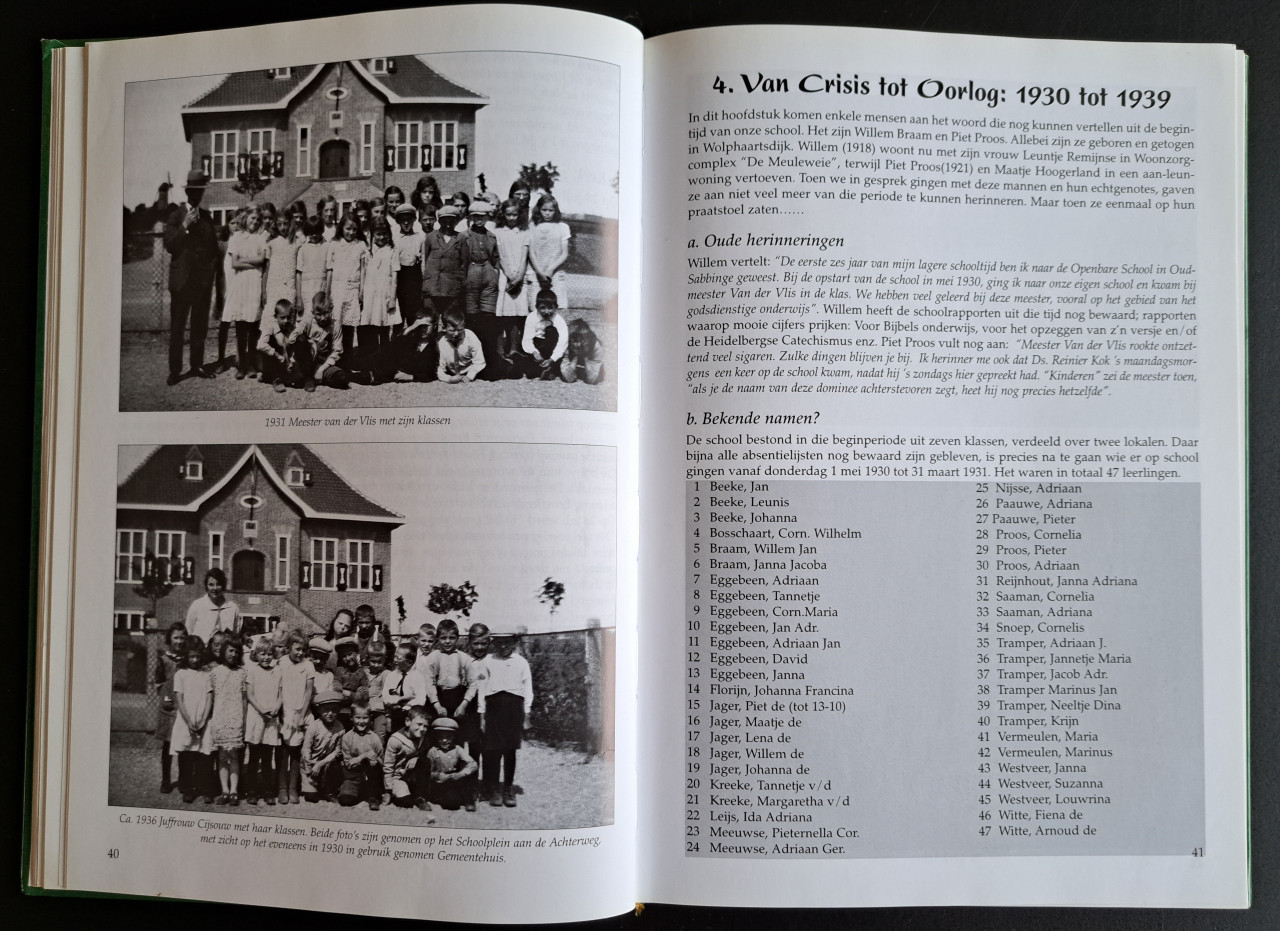 1931 Meester van der Vlis met zijn klassen
Ca. 1936 Juffrouw Cijsouw met haar klassen. Beide foto's zijn genomen op het Schoolplein aan de Achterweg,
met zicht op het eveneens in 1930 in gebruik genomen Gemeentehuis.
40
4. Van Crisis tot Oorlog: 1930 tot 1939
In dit hoofdstuk komen enkele mensen aan het woord die nog kunnen vertellen uit de begin-
tijd van onze school. Het zijn Willem Braam en Piet Proos. Allebei zijn ze geboren en getogen
in Wolphaartsdijk. Willem (1918) woont nu met zijn vrouw Leuntje Remijnse in Woonzorg-
complex "De Meuleweie", terwijl Piet Proos(1921) en Maatje Hoogerland in een aan-leun-
woning vertoeven. Toen we in gesprek gingen met deze mannen en hun echtgenotes, gaven
ze aan niet veel meer van die periode te kunnen herinneren. Maar toen ze eenmaal op hun
praatstoel zaten……
a. Oude herinneringen
Willem vertelt: "De eerste zes jaar van mijn lagere schooltijd ben ik naar de Openbare School in Oud-
Sabbinge geweest. Bij de opstart van de school in mei 1930, ging ik naar onze eigen school en kwam bij
meester Van der Vlis in de klas. We hebben veel geleerd bij deze meester, vooral op het gebied van het
godsdienstige onderwijs". Willem heeft de schoolrapporten uit die tijd nog bewaard; rapporten
waarop mooie cijfers prijken: Voor Bijbels onderwijs, voor het opzeggen van z'n versje en/of
de Heidelbergse Catechismus enz. Piet Proos vult nog aan: "Meester Van der Vlis rookte ontzet-
tend veel sigaren. Zulke dingen blijven je bij. Ik herinner me ook dat Ds. Reinier Kok 's maandagsmor-
gens een keer op de school kwam, nadat hij 's zondags hier gepreekt had. "Kinderen" zei de meester toen,
"als je de naam van deze dominee achterstevoren zegt, heet hij nog precies hetzelfde".
b. Bekende namen?
De school bestond in die beginperiode uit zeven klassen, verdeeld over twee lokalen. Daar
bijna alle absentielijsten nog bewaard zijn gebleven, is precies na te gaan wie er op school
gingen vanaf donderdag 1 mei 1930 tot 31 maart 1931. Het waren in totaal 47 leerlingen.
1 Beeke, Jan
2 Beeke, Leunis
3 Beeke, Johanna
4 Bosschaart, Corn. Wilhelm
5 Braam, Willem Jan
6 Braam, Janna Jacoba
7 Eggebeen, Adriaan
8 Eggebeen, Tannetje
9 Eggebeen, Corn.Maria
10 Eggebeen, Jan Adr.
11 Eggebeen, Adriaan Jan
12 Eggebeen, David
13 Eggebeen, Janna
14 Florijn, Johanna Francina
15 Jager, Piet de (tot 13-10)
16 Jager, Maatje de
17 Jager, Lena de
18 Jager, Willem de
19 Jager, Johanna de
20 Kreeke, Tannetje v/d
21 Kreeke, Margaretha v/d
22 Leijs, Ida Adriana
23 Meeuwse, Pieternella Cor.
24 Meeuwse, Adriaan Ger.
25 Nijsse, Adriaan
26 Paauwe, Adriana
27 Paauwe, Pieter
28 Proos, Cornelia
29 Proos, Pieter
30 Proos, Adriaan
31 Reijnhout, Janna Adriana
32 Saaman, Cornelia
33 Saaman, Adriana
34 Snoep, Cornelis
35 Tramper, Adriaan J.
36 Tramper, Jannetje Maria
37 Tramper, Jacob Adr.
38 Tramper Marinus Jan
39 Tramper, Neeltje Dina
40 Tramper, Krijn
41 Vermeulen, Maria
42 Vermeulen, Marinus
43 Westveer, Janna
44 Westveer, Suzanna
45 Westveer, Louwrina
46 Witte, Fiena de
47 Witte, Arnoud de
41